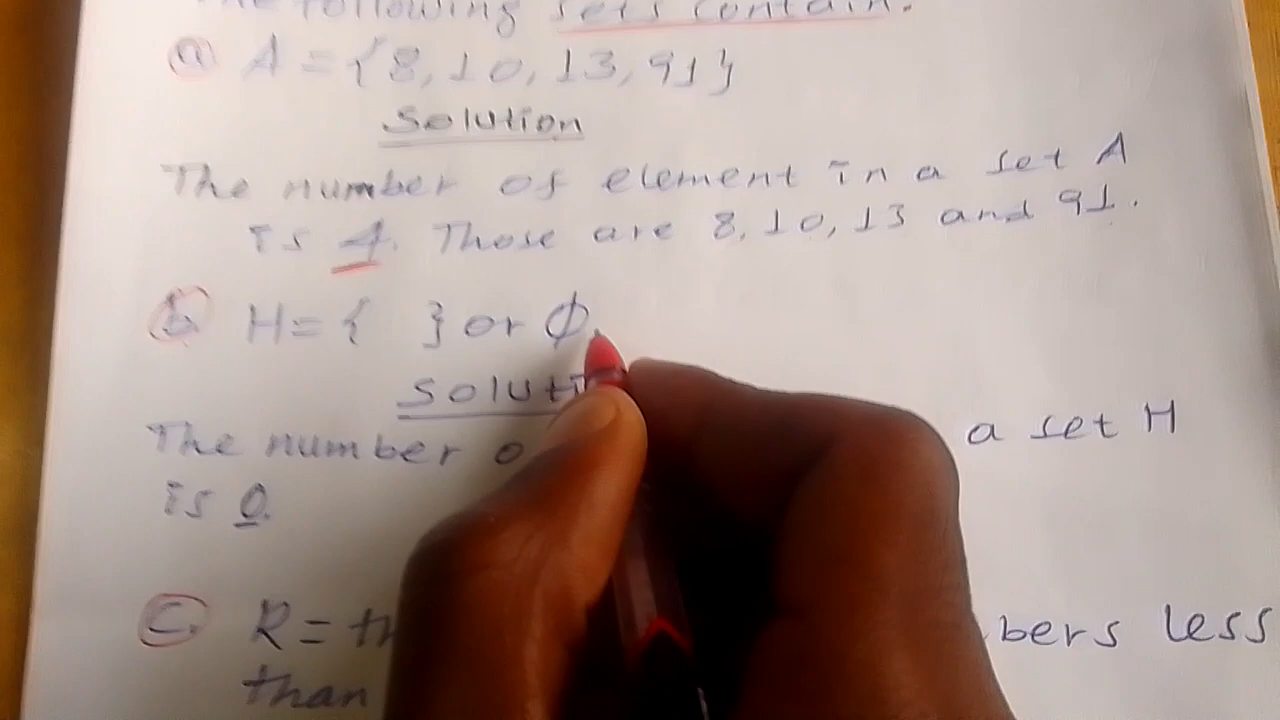 the following sets contain.
(a) A = {8, 10, 13, 91}
Solution
The number of element in a set A
is 4. Those are 8, 10, 13 and 91.
(b) H = { } or ϕ
Solut
The number a set H
is 0.
(c) R = bers less
than